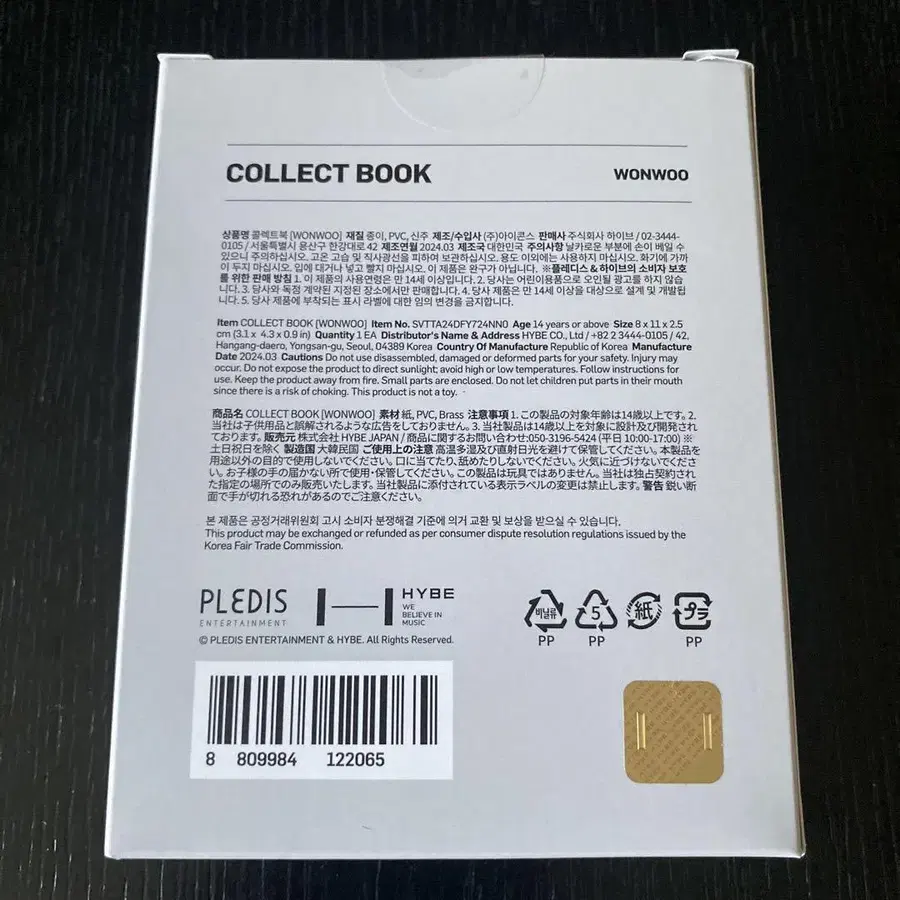 COLLECT BOOK
WONWOO
상품명 콜렉트북 [WONWOO] 재질 종이, PVC, 신주 제조/수입사 (주)아이콘스 판매사 주식회사 하이브 / 02-3444-
0105 / 서울특별시 용산구 한강대로 42 제조연월 2024.03 제조국 대한민국 주의사항 날카로운 부분에 손이 베일 수
있으니 주의하십시오. 고온 고습 및 직사광선을 피하여 보관하십시오. 용도 이외에는 사용하지 마십시오. 화기에 가까
이 두지 마십시오. 입에 대거나 넣고 빨지 마십시오. 이 제품은 완구가 아닙니다. ※플레디스 & 하이브의 소비자 보호
를 위한 판매 방침 1. 이 제품의 사용연령은 만 14세 이상입니다. 2. 당사는 어린이용품으로 오인될 광고를 하지 않습
니다. 3. 당사와 독점 계약된 지정된 장소에서만 판매합니다. 4. 당사 제품은 만 14세 이상을 대상으로 설계 및 개발됩
니다. 5. 당사 제품에 부착되는 표시 라벨에 대한 임의 변경을 금지합니다.
Item COLLECT BOOK [WONWOO] Item No. SVTTA24DFY724NN0 Age 14 years or above Size 8 x 11 x 2.5
cm (3.1 x 4.3 x 0.9 in) Quantity 1 EA Distributor's Name & Address HYBE CO., Ltd / +82 2 3444-0105 / 42,
Hangang-daero, Yongsan-gu, Seoul, 04389 Korea Country Of Manufacture Republic of Korea Manufacture
Date 2024.03 Cautions Do not use disassembled, damaged or deformed parts for your safety. Injury may
occur. Do not expose the product to direct sunlight; avoid high or low temperatures. Follow instructions for
use. Keep the product away from fire. Small parts are enclosed. Do not let children put parts in their mouth
since there is a risk of choking. This product is not a toy.
商品名 COLLECT BOOK [WONWOO] 素材 紙, PVC, Brass 注意事項 1. この製品の対象年齢は14歳以上です。2.
当社は子供用品と誤解されるような広告をしておりません。3. 当社製品は14歳以上を対象に設計及び開発され
ております。販売元 株式会社 HYBE JAPAN / 商品に関するお問い合わせ:050-3196-5424 (平日 10:00-17:00) ※
土日祝日を除く 製造国 大韓民国 ご使用上の注意 高温多湿及び直射日光を避けて保管してください。本製品を
用途以外の目的で使用しないでください。口に当てたり、舐めたりしないでください。火気に近づけないでくださ
い。お子様の手の届かない所で使用・保管してください。この製品は玩具ではありません。当社は独占契約され
た指定の場所でのみ販売いたします。当社製品に添付されている表示ラベルの変更は禁止します。警告 鋭い断
面で手が切れる恐れがあるのでご注意ください。
본 제품은 공정거래위원회 고시 소비자 분쟁해결 기준에 의거 교환 및 보상을 받으실 수 있습니다.
This product may be exchanged or refunded as per consumer dispute resolution regulations issued by the
Korea Fair Trade Commission.
PLEDIS
ENTERTAINMENT
HYBE
WE
BELIEVE IN
MUSIC
© PLEDIS ENTERTAINMENT & HYBE. All Rights Reserved.
비닐류
PP
5
PP
紙
プラ
PP
8 809984 122065